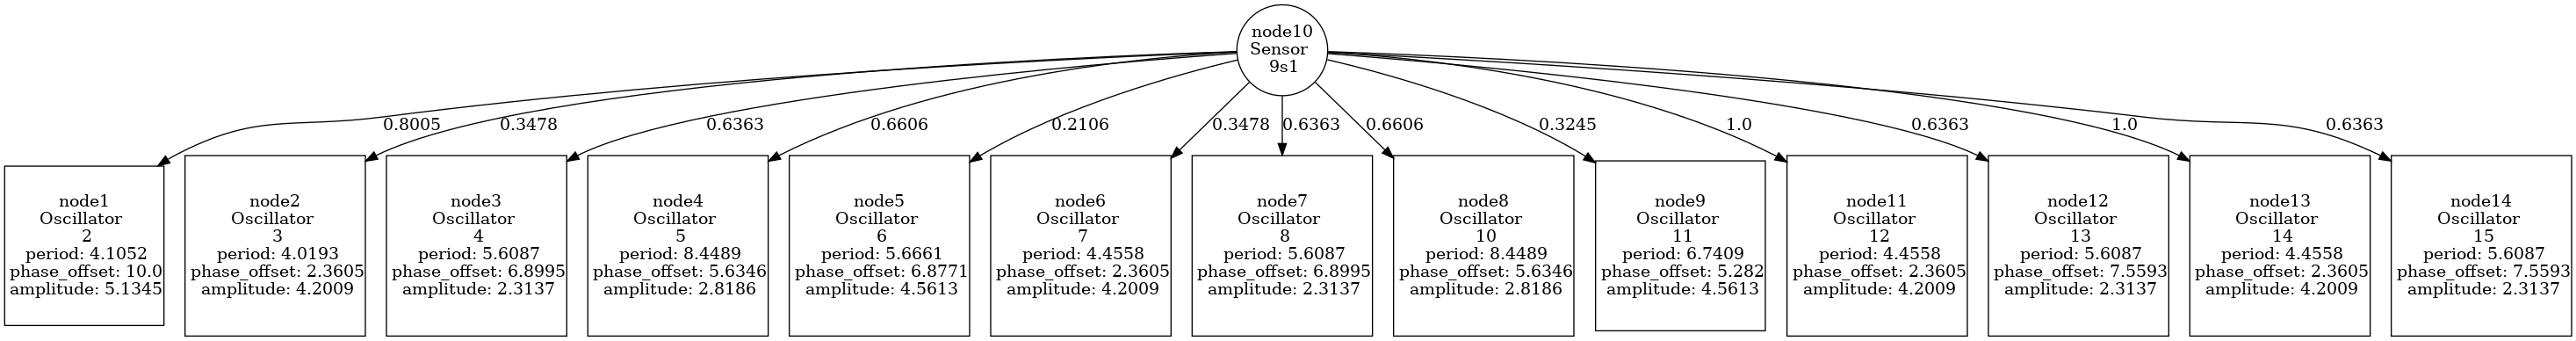 node10
Sensor
9s1
0.8005
0.3478
0.6363
0.6606
0.2106
0.3478
0.6363
0.6606
0.3245
1.0
0.6363
1.0
0.6363
node1
Oscillator
2
period: 4.1052
phase_offset: 10.0
amplitude: 5.1345
node2
Oscillator
3
period: 4.0193
phase_offset: 2.3605
amplitude: 4.2009
node3
Oscillator
4
period: 5.6087
phase_offset: 6.8995
amplitude: 2.3137
node4
Oscillator
5
period: 8.4489
phase_offset: 5.6346
amplitude: 2.8186
node5
Oscillator
6
period: 5.6661
phase_offset: 6.8771
amplitude: 4.5613
node6
Oscillator
7
period: 4.4558
phase_offset: 2.3605
amplitude: 4.2009
node7
Oscillator
8
period: 5.6087
phase_offset: 6.8995
amplitude: 2.3137
node8
Oscillator
10
period: 8.4489
phase_offset: 5.6346
amplitude: 2.8186
node9
Oscillator
11
period: 6.7409
phase_offset: 5.282
amplitude: 4.5613
node11
Oscillator
12
period: 4.4558
phase_offset: 2.3605
amplitude: 4.2009
node12
Oscillator
13
period: 5.6087
phase_offset: 7.5593
amplitude: 2.3137
node13
Oscillator
14
period: 4.4558
phase_offset: 2.3605
amplitude: 4.2009
node14
Oscillator
15
period: 5.6087
phase_offset: 7.5593
amplitude: 2.3137